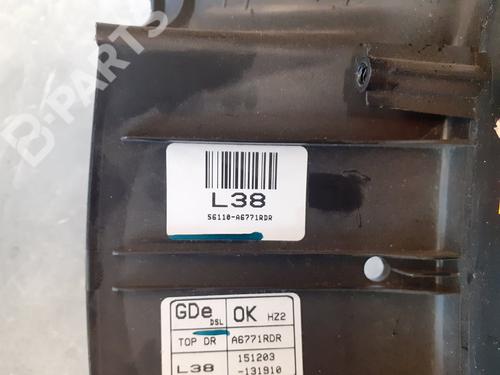 B-PARTS
L38
56110-A6771RDR
GDe DSL OK HZ2
TOP DR A6771RDR
L38 151203
-131910